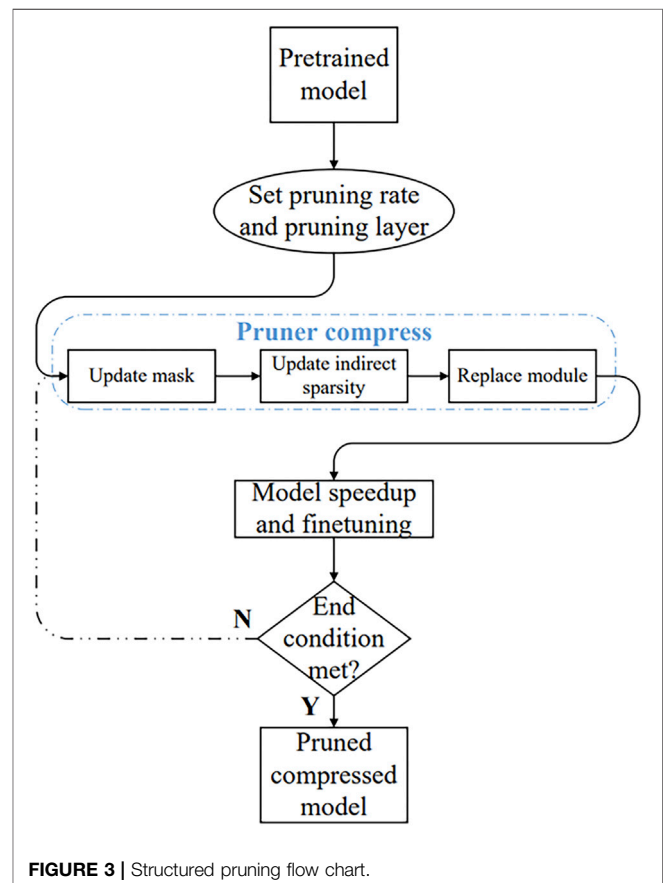 Pretrained
model
Set pruning rate
and pruning layer
Pruner compress
Update mask
Update indirect
sparsity
Replace module
Model speedup
and finetuning
End
condition
met?
N
Y
Pruned
compressed
model
FIGURE 3 | Structured pruning flow chart.